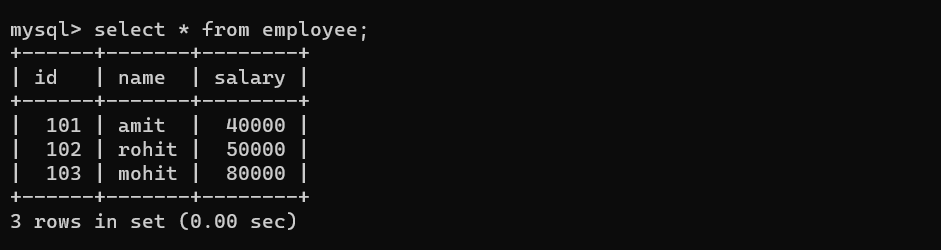 mysql> select * from employee;
+------+-------+--------+
| id   | name  | salary |
+------+-------+--------+
|  101 | amit  |  40000 |
|  102 | rohit |  50000 |
|  103 | mohit |  80000 |
+------+-------+--------+
3 rows in set (0.00 sec)